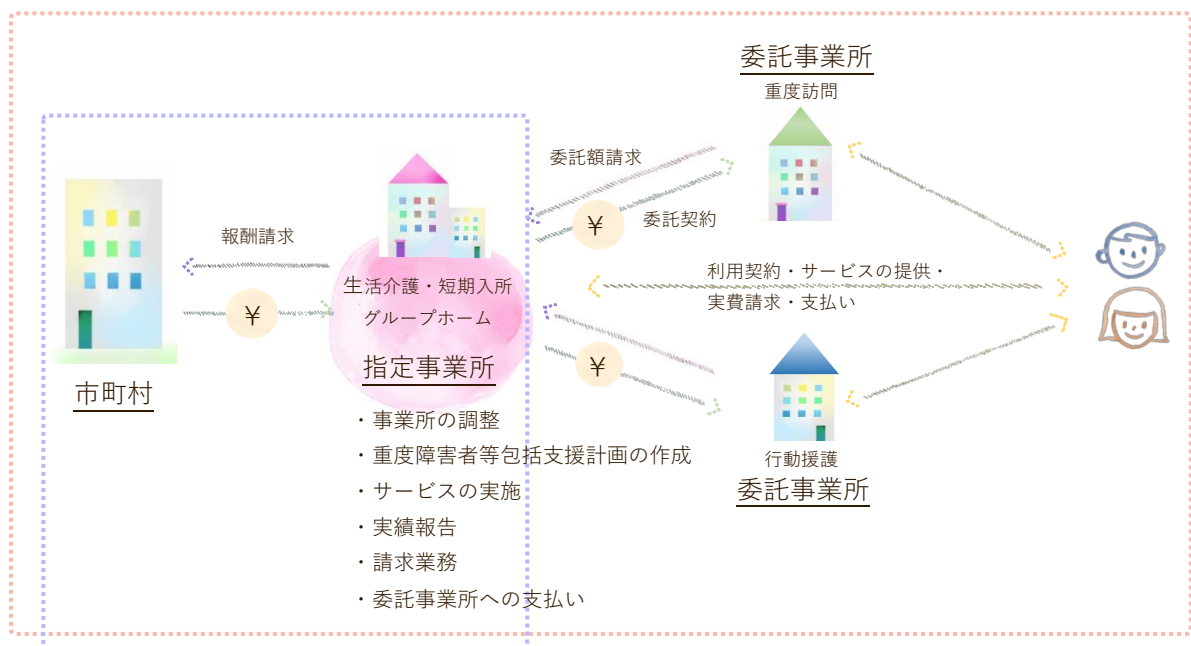 委託事業所
重度訪問
委託額請求
¥
委託契約
報酬請求
¥
生活介護・短期入所
グループホーム
指定事業所
市町村
利用契約・サービスの提供・
実費請求・支払い
¥
・事業所の調整
・重度障害者等包括支援計画の作成
・サービスの実施
・実績報告
・請求業務
・委託事業所への支払い
行動援護
委託事業所